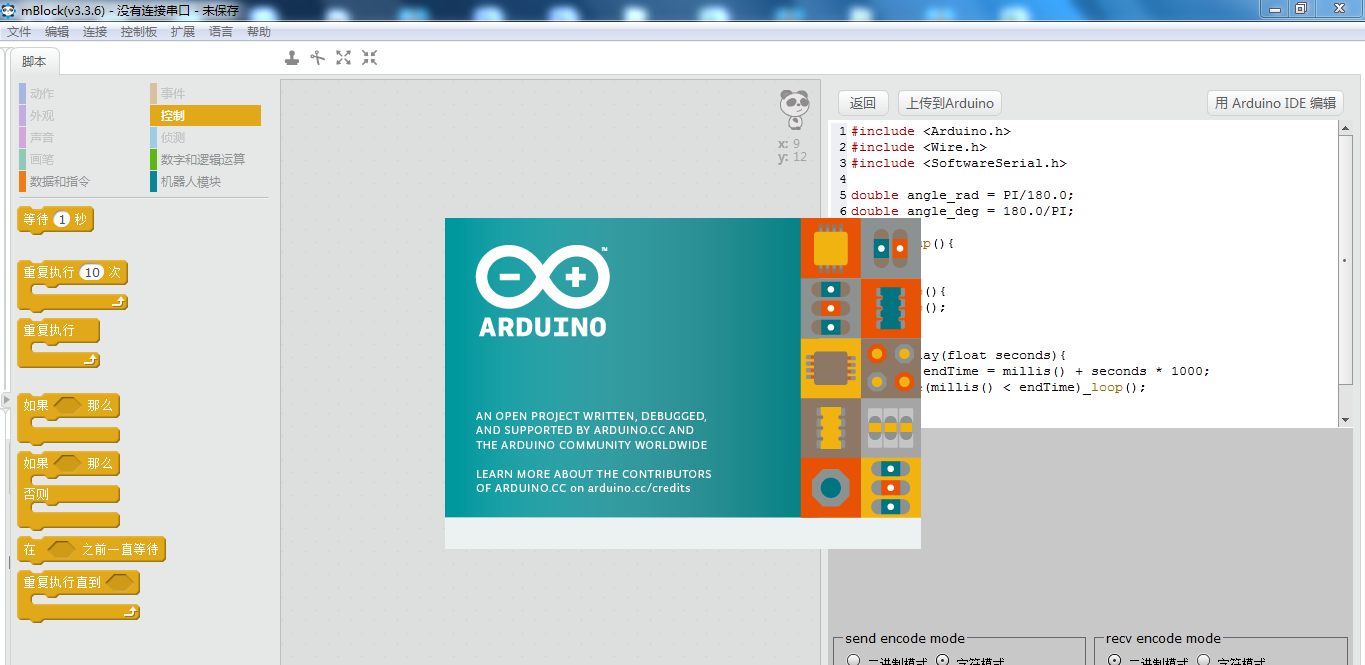 mBlock(v3.3.6) - 没有连接串口 - 未保存
文件 编辑 连接 控制板 扩展 语言 帮助
脚本
动作 事件
外观 控制
声音 侦测
画笔 数字和逻辑运算
数据和指令 机器人模块
等待 1 秒
重复执行 10 次
重复执行
如果 那么
如果 那么
否则
在 之前一直等待
重复执行直到
x: 9
y: 12
返回 上传到Arduino 用 Arduino IDE 编辑
1 #include <Arduino.h>
2 #include <Wire.h>
3 #include <SoftwareSerial.h>
4
5 double angle_rad = PI/180.0;
6 double angle_deg = 180.0/PI;
p(){
(){
();
ay(float seconds){
endTime = millis() + seconds * 1000;
(millis() < endTime)_loop();
ARDUINO
TM
AN OPEN PROJECT WRITTEN, DEBUGGED,
AND SUPPORTED BY ARDUINO.CC AND
THE ARDUINO COMMUNITY WORLDWIDE
LEARN MORE ABOUT THE CONTRIBUTORS
OF ARDUINO.CC on arduino.cc/credits
send encode mode
二进制模式 字符模式
recv encode mode
二进制模式 字符模式